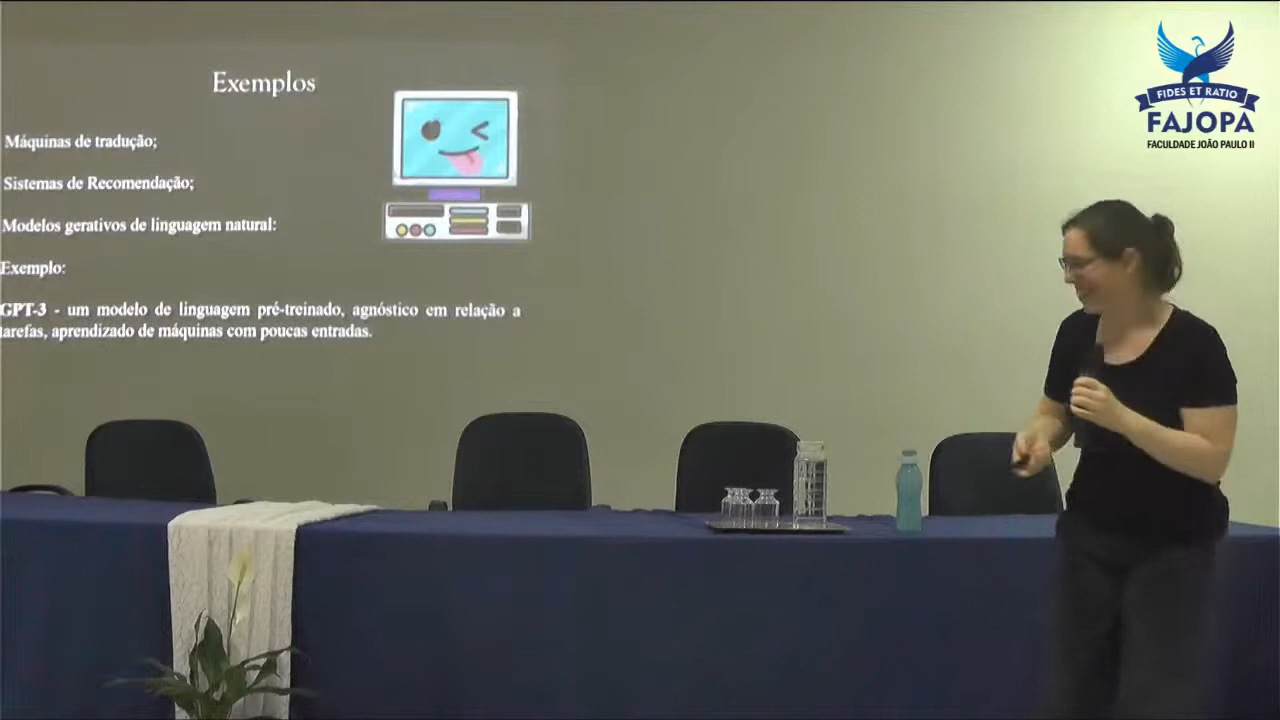 Exemplos
Máquinas de tradução;
Sistemas de Recomendação;
Modelos gerativos de linguagem natural:
Exemplo:
GPT-3 - um modelo de linguagem pré-treinado, agnóstico em relação a
tarefas, aprendizado de máquinas com poucas entradas.
FIDES ET RATIO
FAJOPA
FACULDADE JOÃO PAULO II